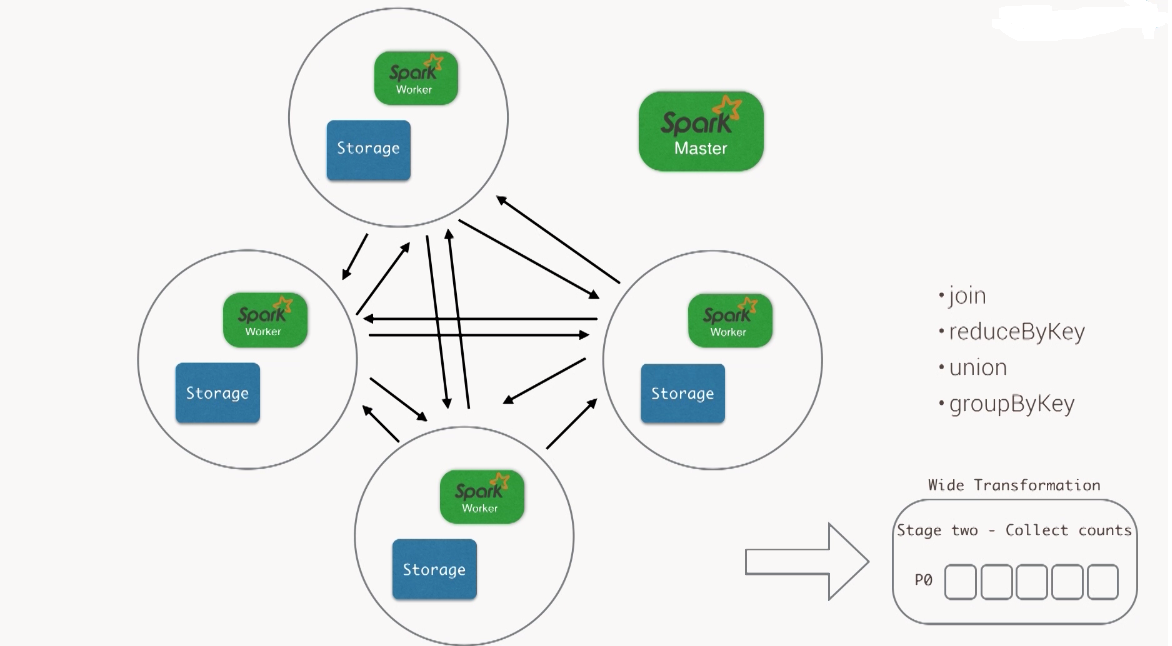 Spark
Worker
Storage
Spark
Master
Spark
Worker
Storage
Spark
Worker
Storage
• join
• reduceByKey
• union
• groupByKey
Spark
Worker
Storage
Wide Transformation
Stage two - Collect counts
P0